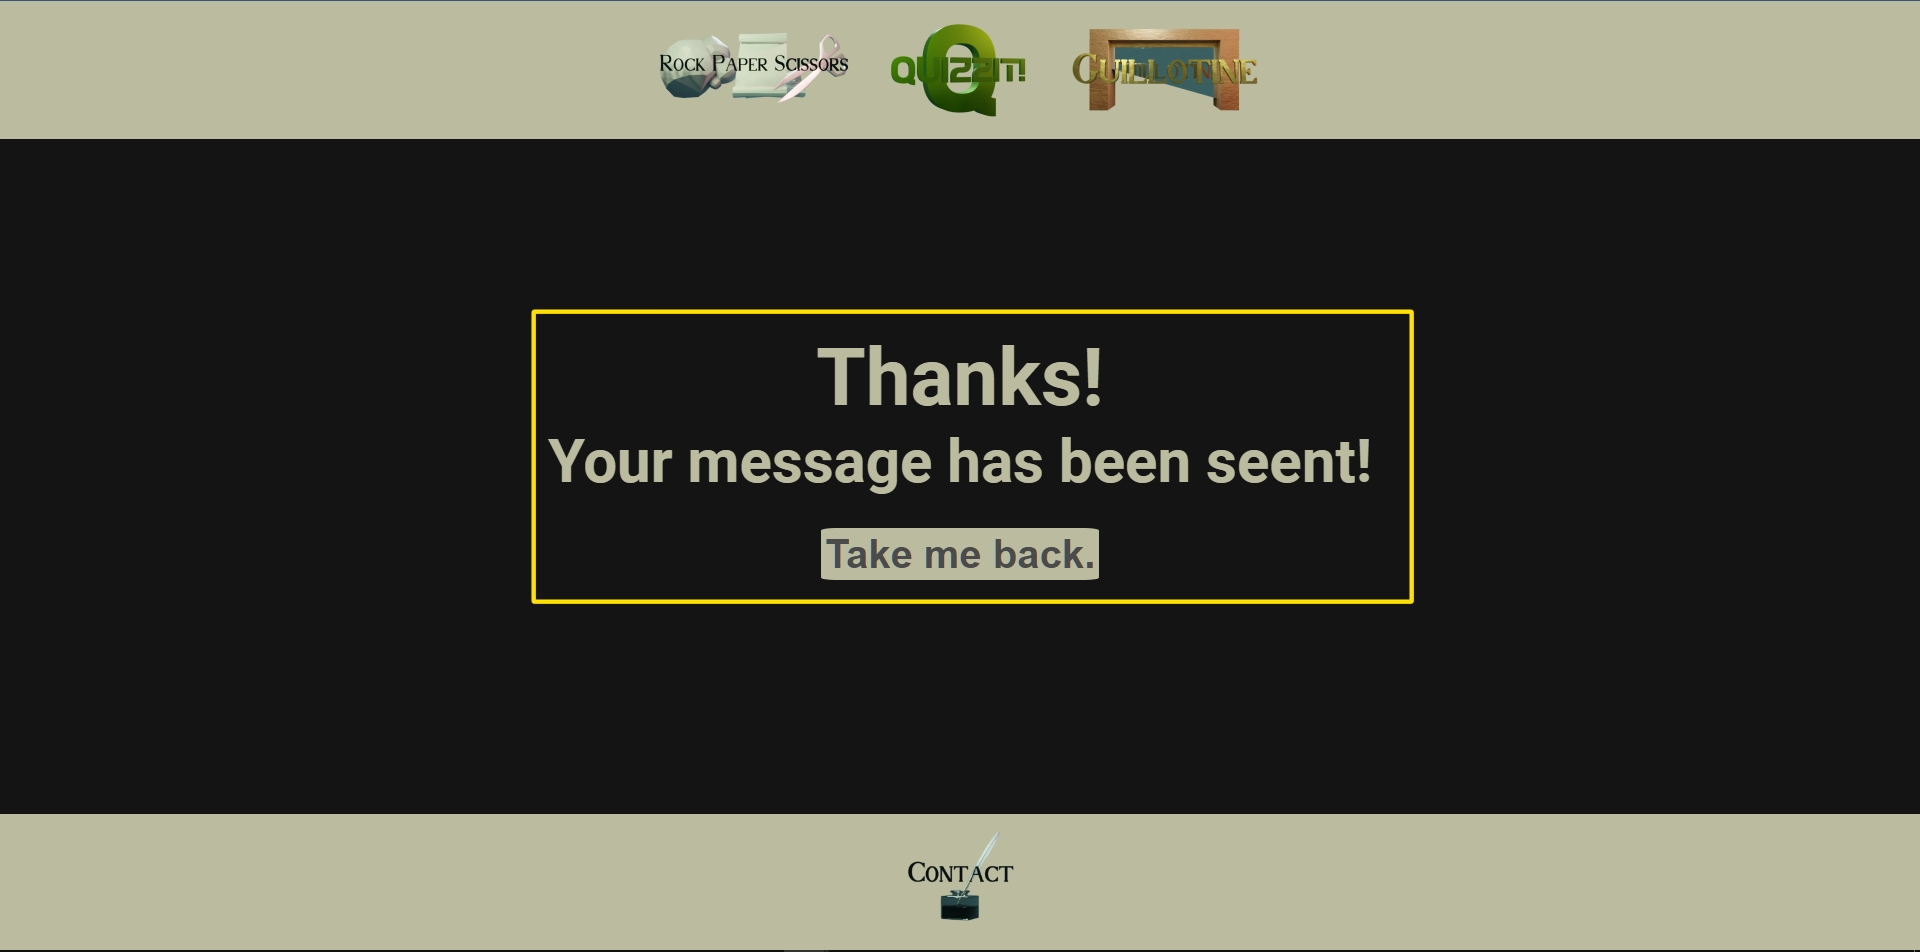 Rock Paper Scissors
QUIZZIT!
Guillotine
Thanks!
Your message has been seent!
Take me back.
Contact